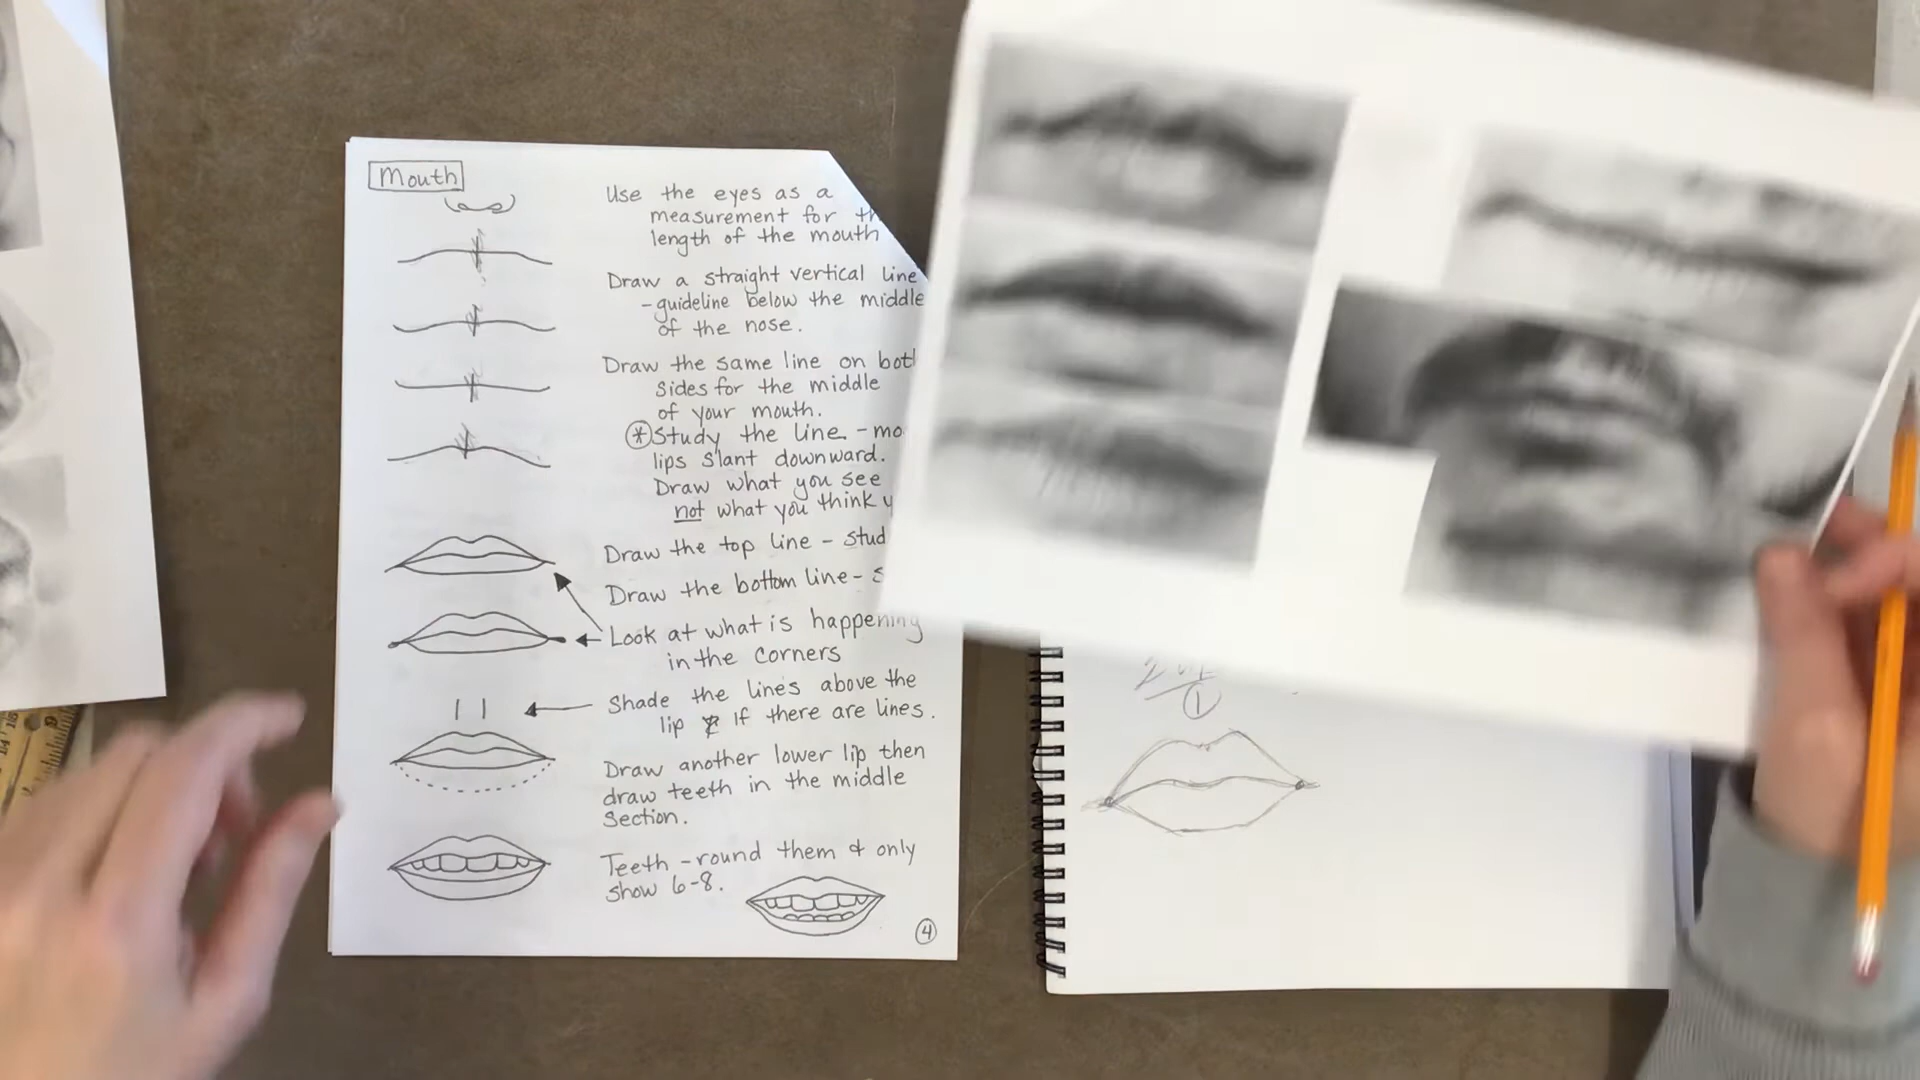 Mouth
Use the eyes as a
measurement for
length of the mouth
Draw a straight vertical line
- guideline below the middle
of the nose.
Draw the same line on
sides for the middle
of your mouth.
* Study the line - 
lips slant downward.
Draw what you see
not what you think
Draw the top line -
Draw the bottom line -
Look at what is happening
in the corners
Shade the lines above the
lip if there are lines.
Draw another lower lip then
draw teeth in the middle
section.
Teeth - round them & only
show 6-8.
4
1